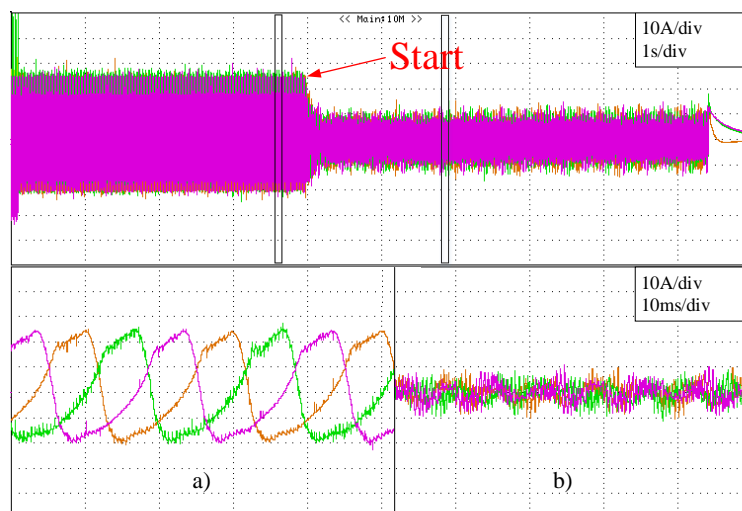 << Main:10M >>
10A/div
1s/div
Start
10A/div
10ms/div
a)
b)